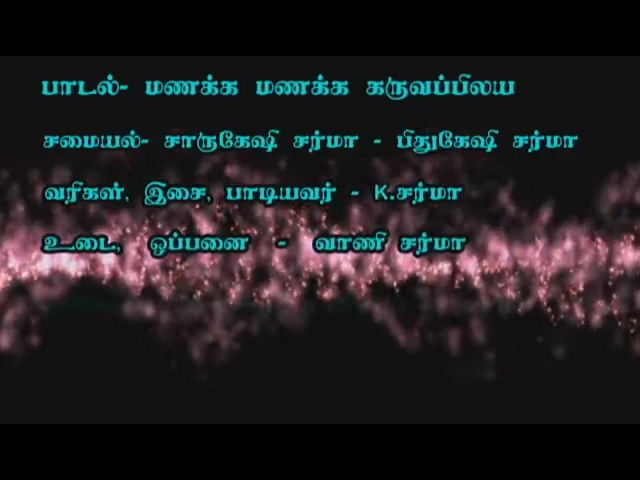 பாடல்- மணக்க மணக்க கருவப்பிலய
சமையல்- சாருகேஷி சர்மா - பிதுகேஷி சர்மா
வரிகள், இசை, பாடியவர் - K.சர்மா
உடை, ஒப்பனை - வாணி சர்மா